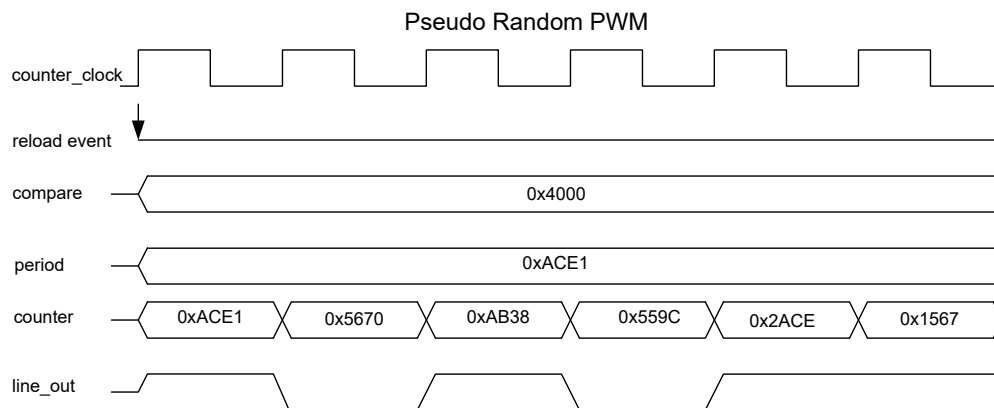 Pseudo Random PWM
counter_clock
reload event
compare
0x4000
period
0xACE1
counter
0xACE1
0x5670
0xAB38
0x559C
0x2ACE
0x1567
line_out